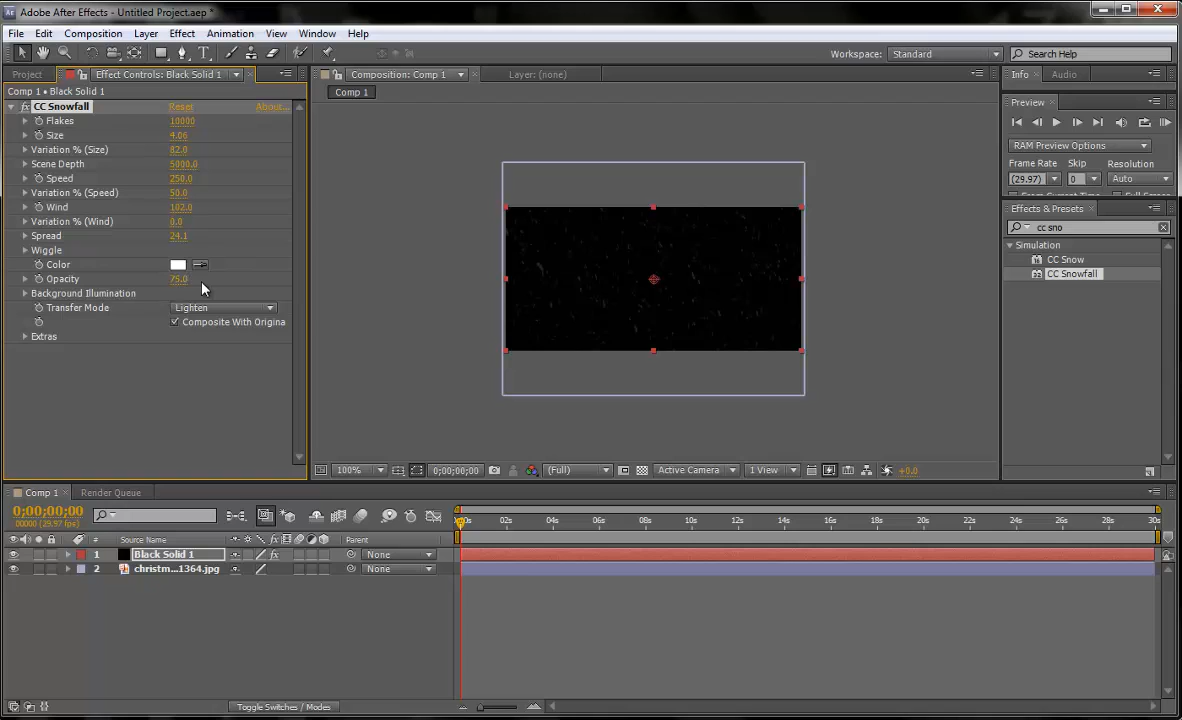 Adobe After Effects - Untitled Project.aep *
File Edit Composition Layer Effect Animation View Window Help
Workspace: Standard Search Help
Project Effect Controls: Black Solid 1 Composition: Comp 1 Layer: (none) Info Audio
Comp 1 • Black Solid 1 Comp 1
CC Snowfall Reset About...
Flakes 10000
Size 4.06
Variation % (Size) 82.0
Scene Depth 5000.0
Speed 250.0
Variation % (Speed) 50.0
Wind 102.0
Variation % (Wind) 0.0
Spread 24.1
Wiggle
Color
Opacity 75.0
Background Illumination
Transfer Mode Lighten
Composite With Origina
Extras
Preview
RAM Preview Options
Frame Rate Skip Resolution
(29.97) 0 Auto
Effects & Presets
cc sno
Simulation
CC Snow
CC Snowfall
100% 0;00;00;00 (Full) Active Camera 1 View +0.0
Comp 1 Render Queue
0;00;00;00
00000 (29.97 fps)
:00s 02s 04s 06s 08s 10s 12s 14s 16s 18s 20s 22s 24s 26s 28s 30s
# Source Name Parent
1 Black Solid 1 None
2 christm...1364.jpg None
Toggle Switches / Modes